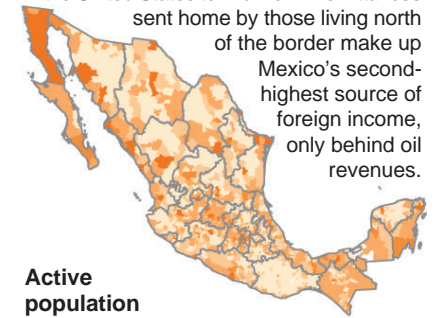 sent home by those living north
of the border make up
Mexico's second-
highest source of
foreign income,
only behind oil
revenues.
Active
population